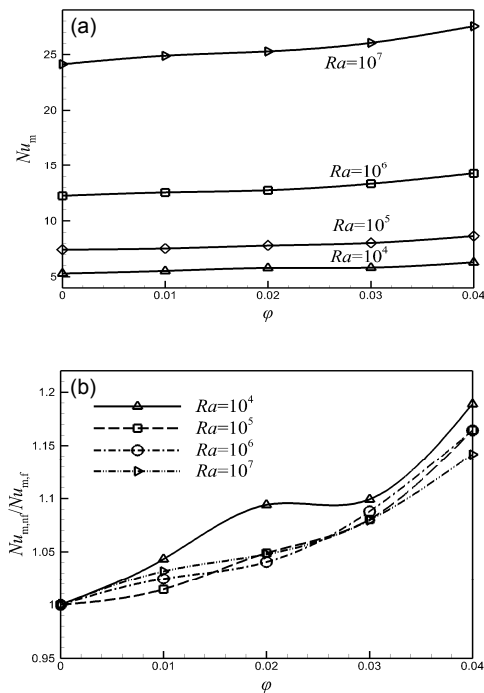 (a)
25
20
15
10
5
Nu_m
Ra=10^7
Ra=10^6
Ra=10^5
Ra=10^4
0 0.01 0.02 0.03 0.04
φ
(b)
1.2
1.15
1.1
1.05
1
0.95
Nu_m,nf/Nu_m,f
Ra=10^4
Ra=10^5
Ra=10^6
Ra=10^7
0 0.01 0.02 0.03 0.04
φ